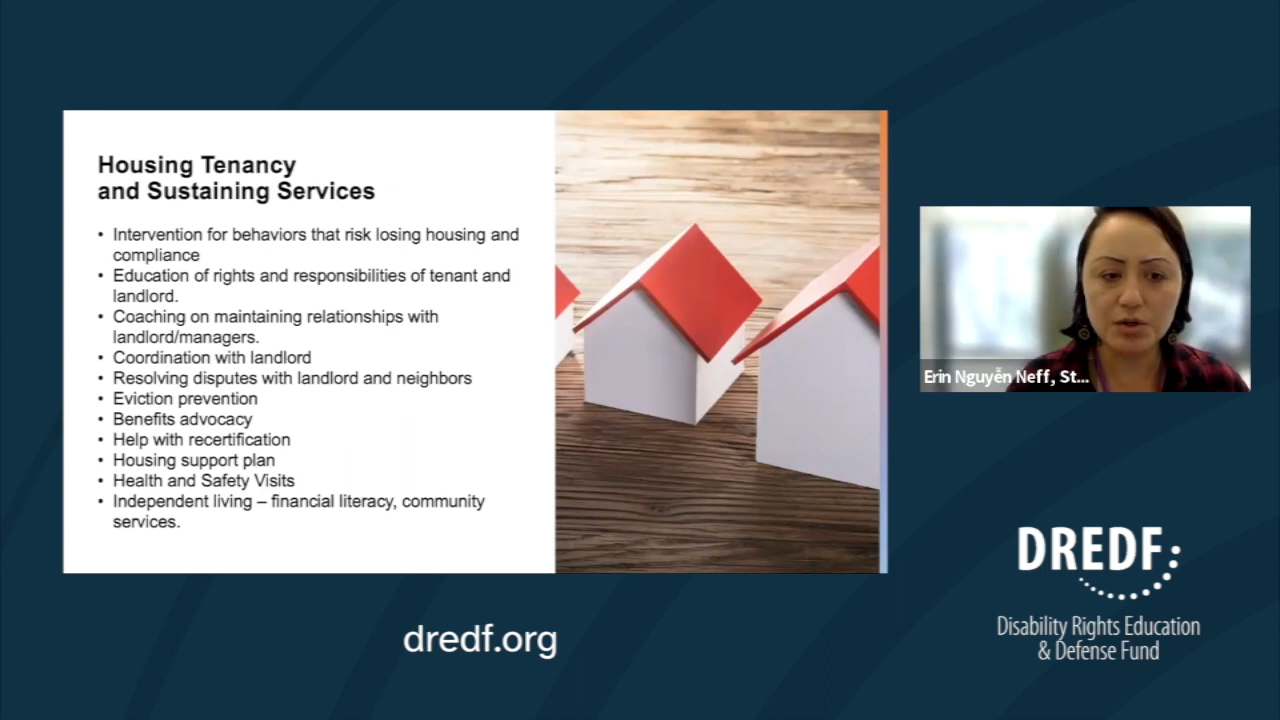 Housing Tenancy
and Sustaining Services
• Intervention for behaviors that risk losing housing and
compliance
• Education of rights and responsibilities of tenant and
landlord.
• Coaching on maintaining relationships with
landlord/managers.
• Coordination with landlord
• Resolving disputes with landlord and neighbors
• Eviction prevention
• Benefits advocacy
• Help with recertification
• Housing support plan
• Health and Safety Visits
• Independent living – financial literacy, community
services.
Erin Nguyễn Neff, St...
dredf.org
DREDF
Disability Rights Education
& Defense Fund